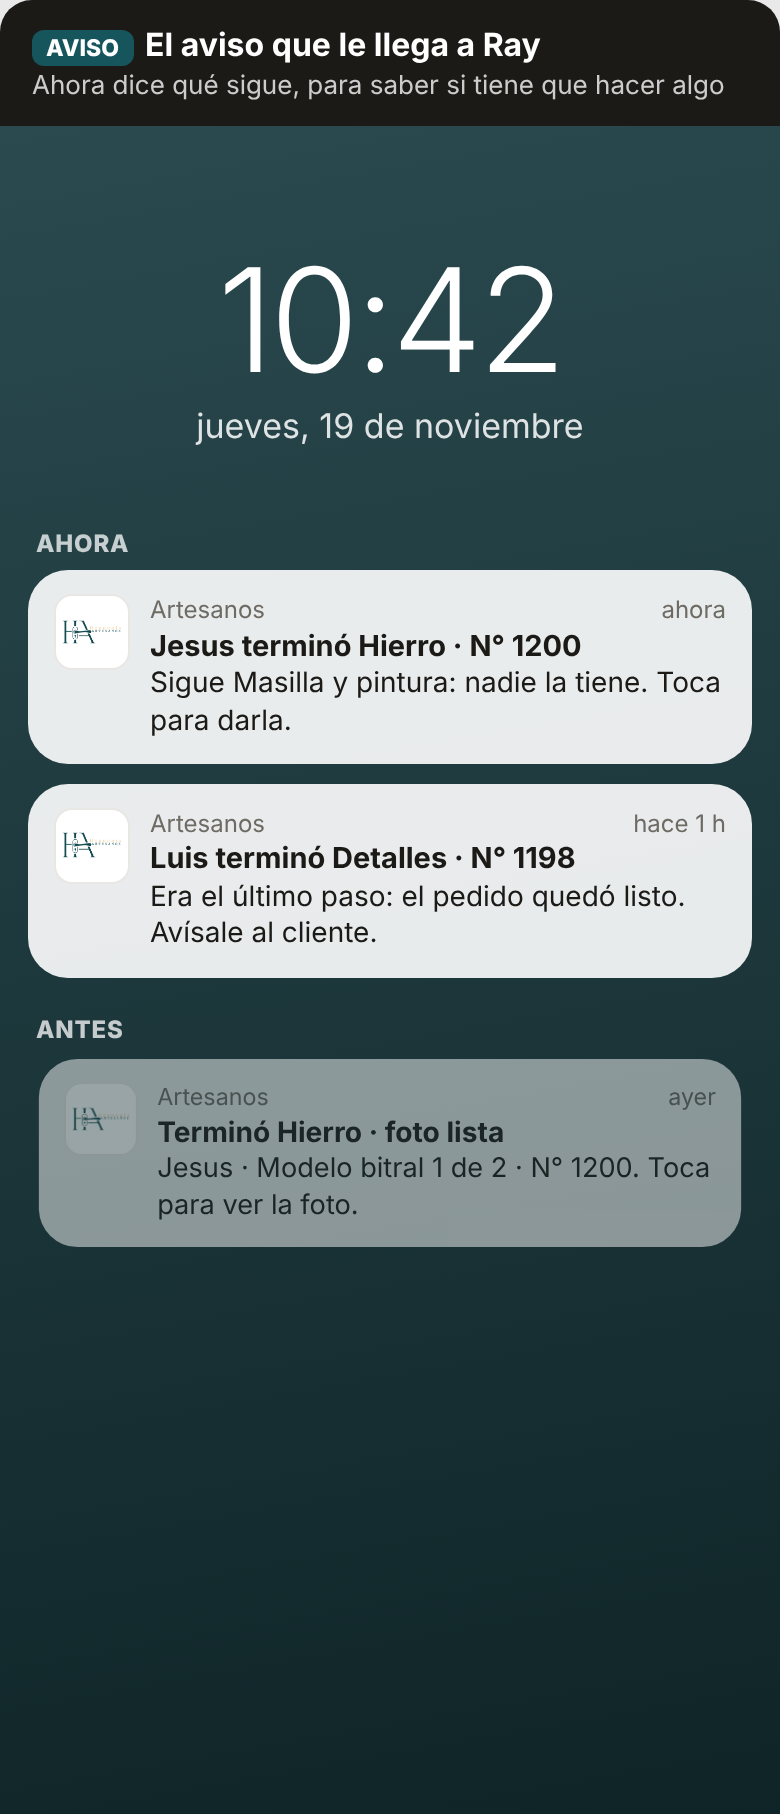 AVISO El aviso que le llega a Ray
Ahora dice qué sigue, para saber si tiene que hacer algo
10:42
jueves, 19 de noviembre
AHORA
Artesanos ahora
Jesus terminó Hierro · N° 1200
Sigue Masilla y pintura: nadie la tiene. Toca
para darla.
Artesanos hace 1 h
Luis terminó Detalles · N° 1198
Era el último paso: el pedido quedó listo.
Avísale al cliente.
ANTES
Artesanos ayer
Terminó Hierro · foto lista
Jesus · Modelo bitral 1 de 2 · N° 1200. Toca
para ver la foto.